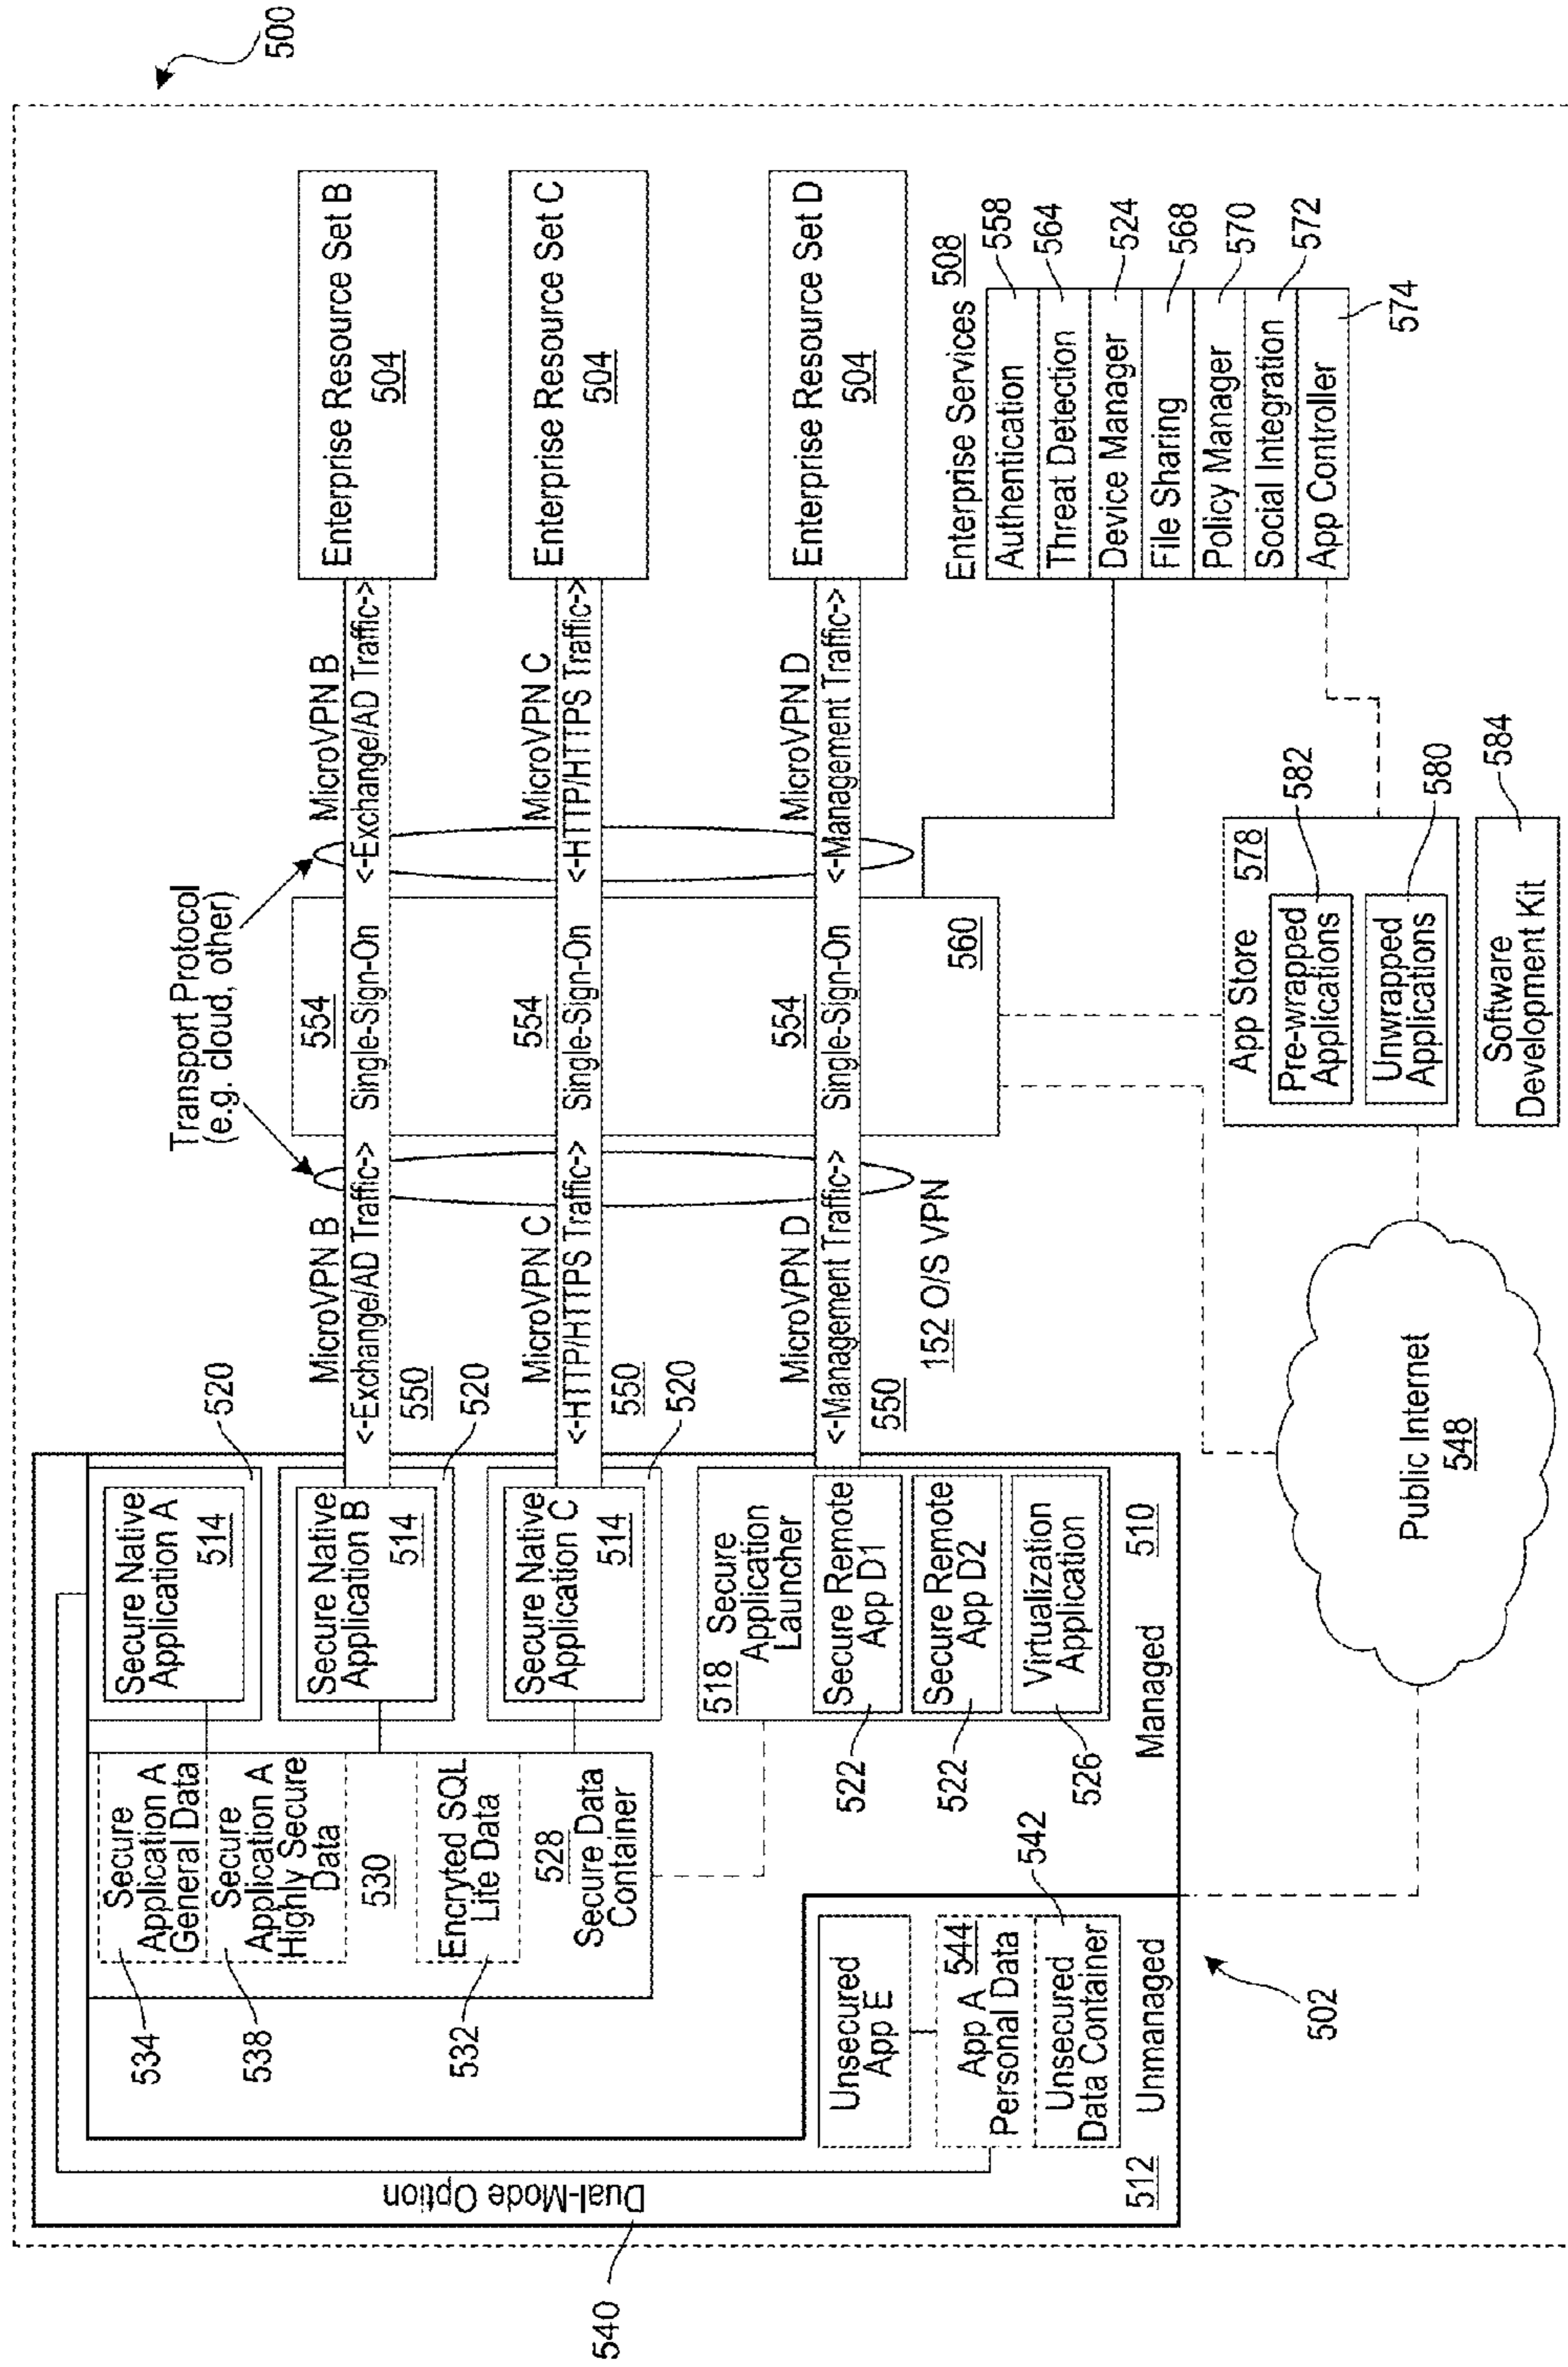 500
540
Dual-Mode Option
534
Secure
Application A
General Data
538
Secure
Application A
Highly Secure
Data
530
532
Encryted SQL
Lite Data
528
Secure Data
Container
Secure Native
Application A
514
520
Secure Native
Application B
514
520
Secure Native
Application C
514
520
518
Secure
Application
Launcher
Secure Remote
App D1
522
Secure Remote
App D2
522
Virtualization
Application
526
Managed
510
Unsecured
App E
544
App A
Personal Data
542
Unsecured
Data Container
512
Unmanaged
502
Transport Protocol
(e.g. cloud, other)
MicroVPN B
<-Exchange/AD Traffic->
550
554
Single-Sign-On
MicroVPN B
<-Exchange/AD Traffic->
Enterprise Resource Set B
504
MicroVPN C
<-HTTP/HTTPS Traffic->
550
554
Single-Sign-On
MicroVPN C
<-HTTP/HTTPS Traffic->
Enterprise Resource Set C
504
MicroVPN D
<-Management Traffic->
550
554
Single-Sign-On
MicroVPN D
<-Management Traffic->
Enterprise Resource Set D
504
152 O/S VPN
560
Enterprise Services 508
Authentication
558
Threat Detection
564
Device Manager
524
File Sharing
568
Policy Manager
570
Social Integration
572
App Controller
574
Public Internet
548
App Store 578
Pre-wrapped
Applications
582
Unwrapped
Applications
580
Software
Development Kit
584